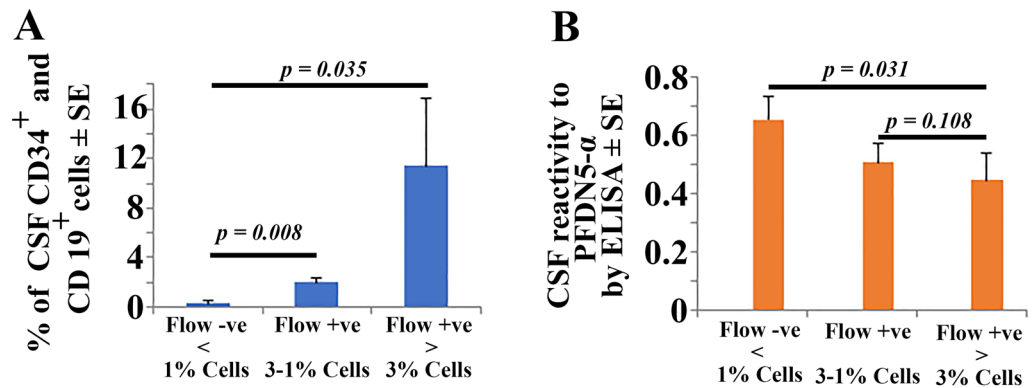 A
% of CSF CD34+ and
CD 19+ cells ± SE
16
12
8
4
0
p = 0.035
p = 0.008
Flow -ve
<
1% Cells
Flow +ve
3-1% Cells
Flow +ve
>
3% Cells
B
CSF reactivity to
PFDN5-α
by ELISA ± SE
0.8
0.6
0.4
0.2
0
p = 0.031
p = 0.108
Flow -ve
<
1% Cells
Flow +ve
3-1% Cells
Flow +ve
>
3% Cells